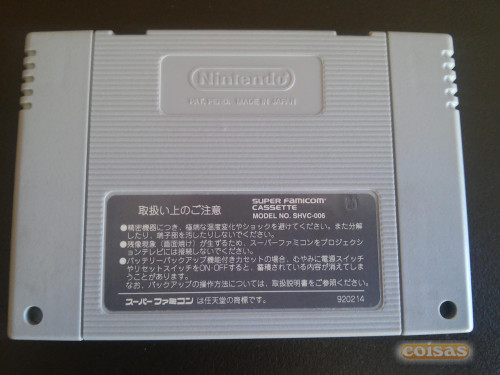 Nintendo
PAT. PEND. MADE IN JAPAN
取扱い上のご注意
SUPER FAMICOM
CASSETTE
MODEL NO. SHVC-006
●精密機器につき、極端な温度変化やショックを避けてください。また分解
したり、端子部を汚したりしないでください。
●残像現象(画面焼け)が生ずるため、スーパーファミコンをプロジェクシ
ョンテレビには接続しないでください。
●バッテリーバックアップ機能付きカセットの場合、むやみに電源スイッチ
やリセットスイッチをON OFFすると、蓄積されている内容が消えてしま
うことがあります。
なお、バックアップの操作方法については、取扱説明書をご参照ください。
スーパーファミコン は任天堂の商標です。
920214
coisas